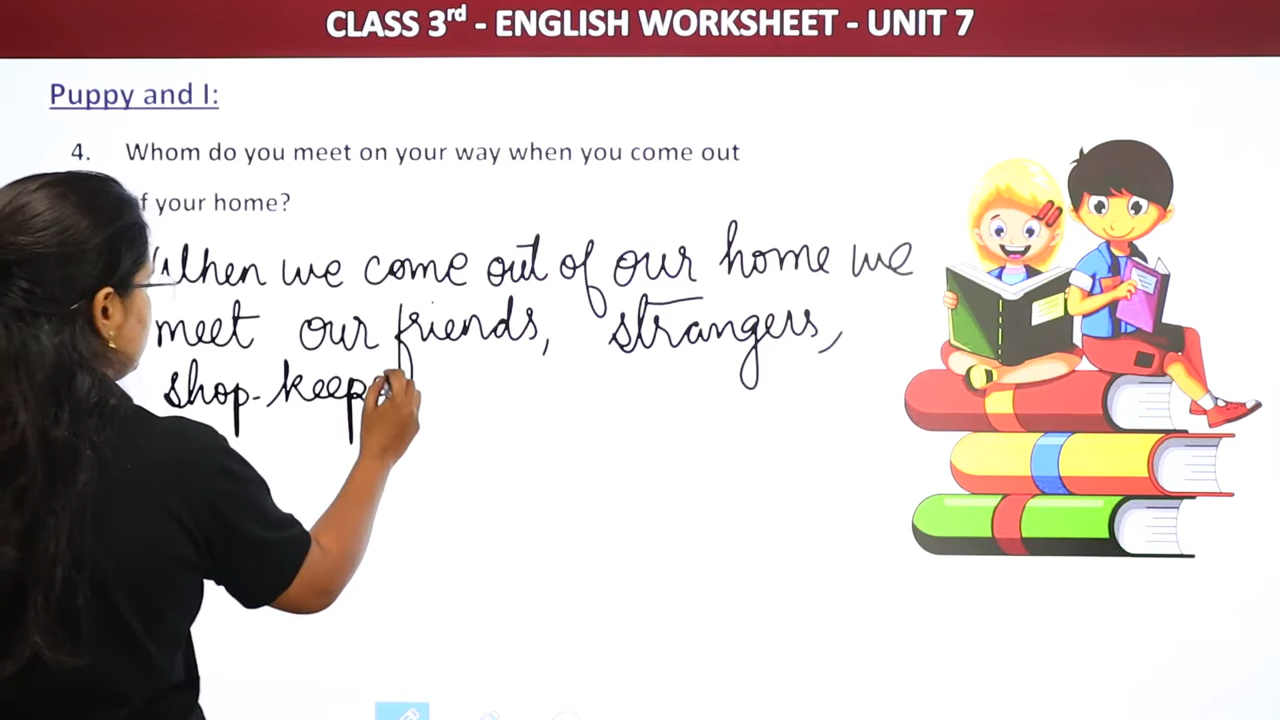 CLASS 3rd - ENGLISH WORKSHEET - UNIT 7
Puppy and I:
4. Whom do you meet on your way when you come out
f your home?
When we come out of our home we
meet our friends, strangers,
shop-keepe